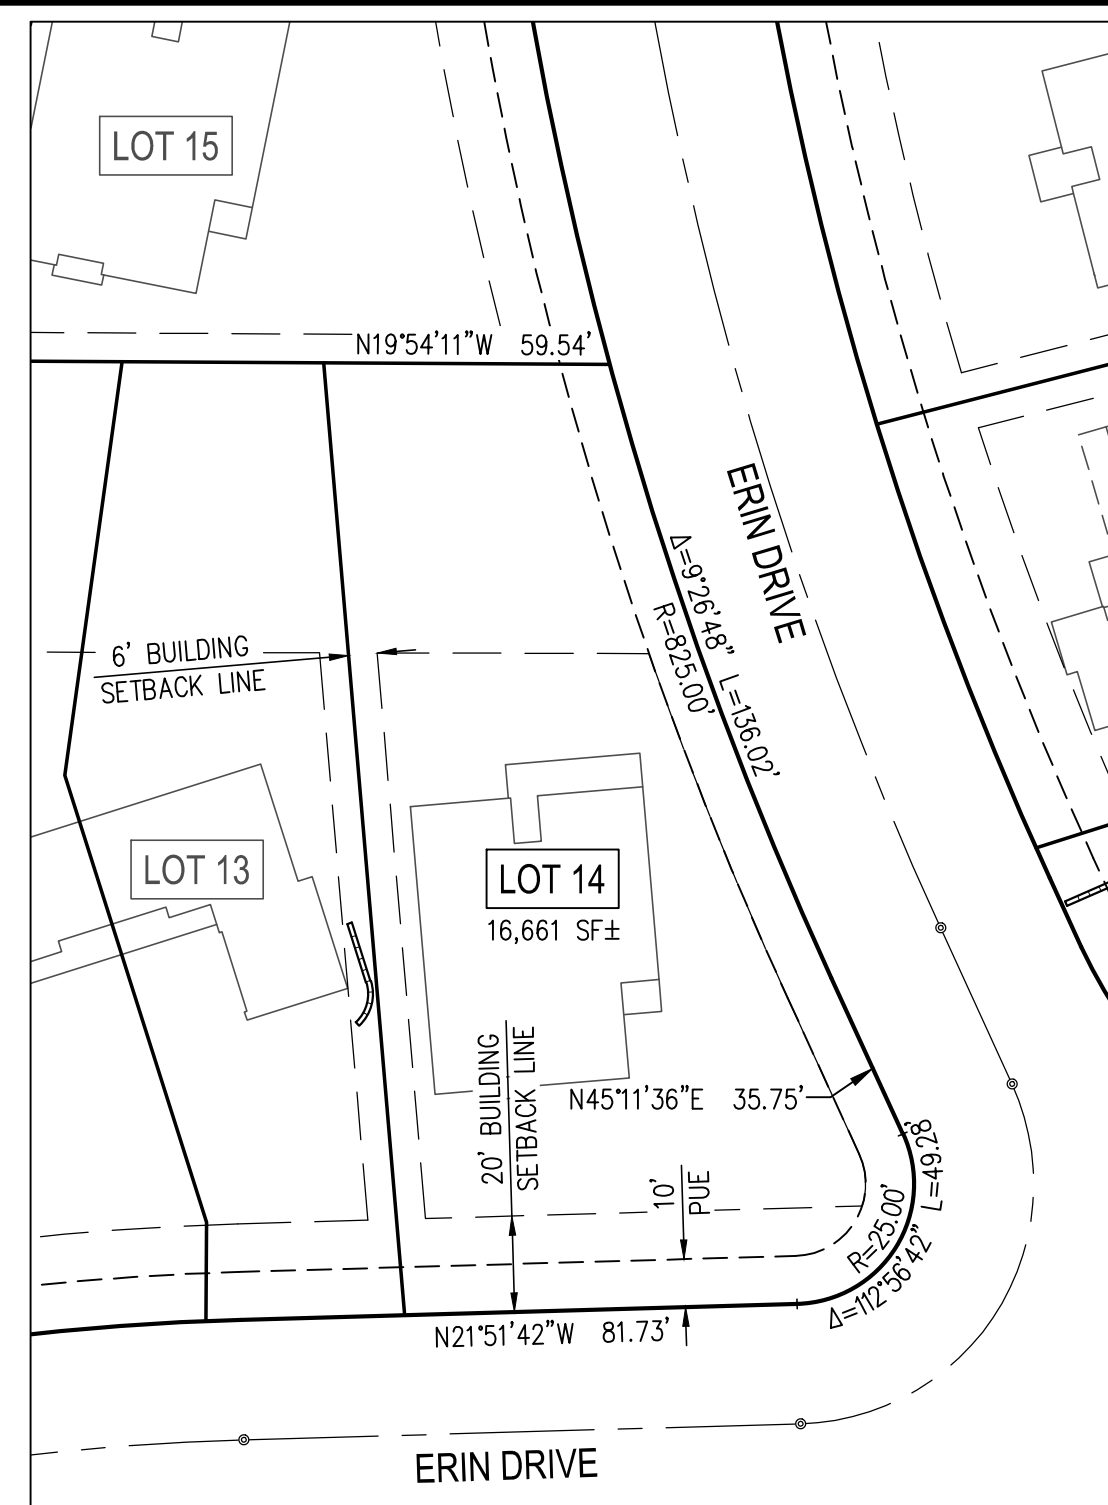 LOT 15
N19°54'11"W 59.54'
ERIN DRIVE
Δ=9°26'48" L=136.02'
R=825.00'
6' BUILDING
SETBACK LINE
LOT 13
LOT 14
16,661 SF±
20' BUILDING
SETBACK LINE
N45°11'36"E 35.75'
10'
PUE
R=25.00'
Δ=112°56'42" L=49.28'
N21°51'42"W 81.73'
ERIN DRIVE